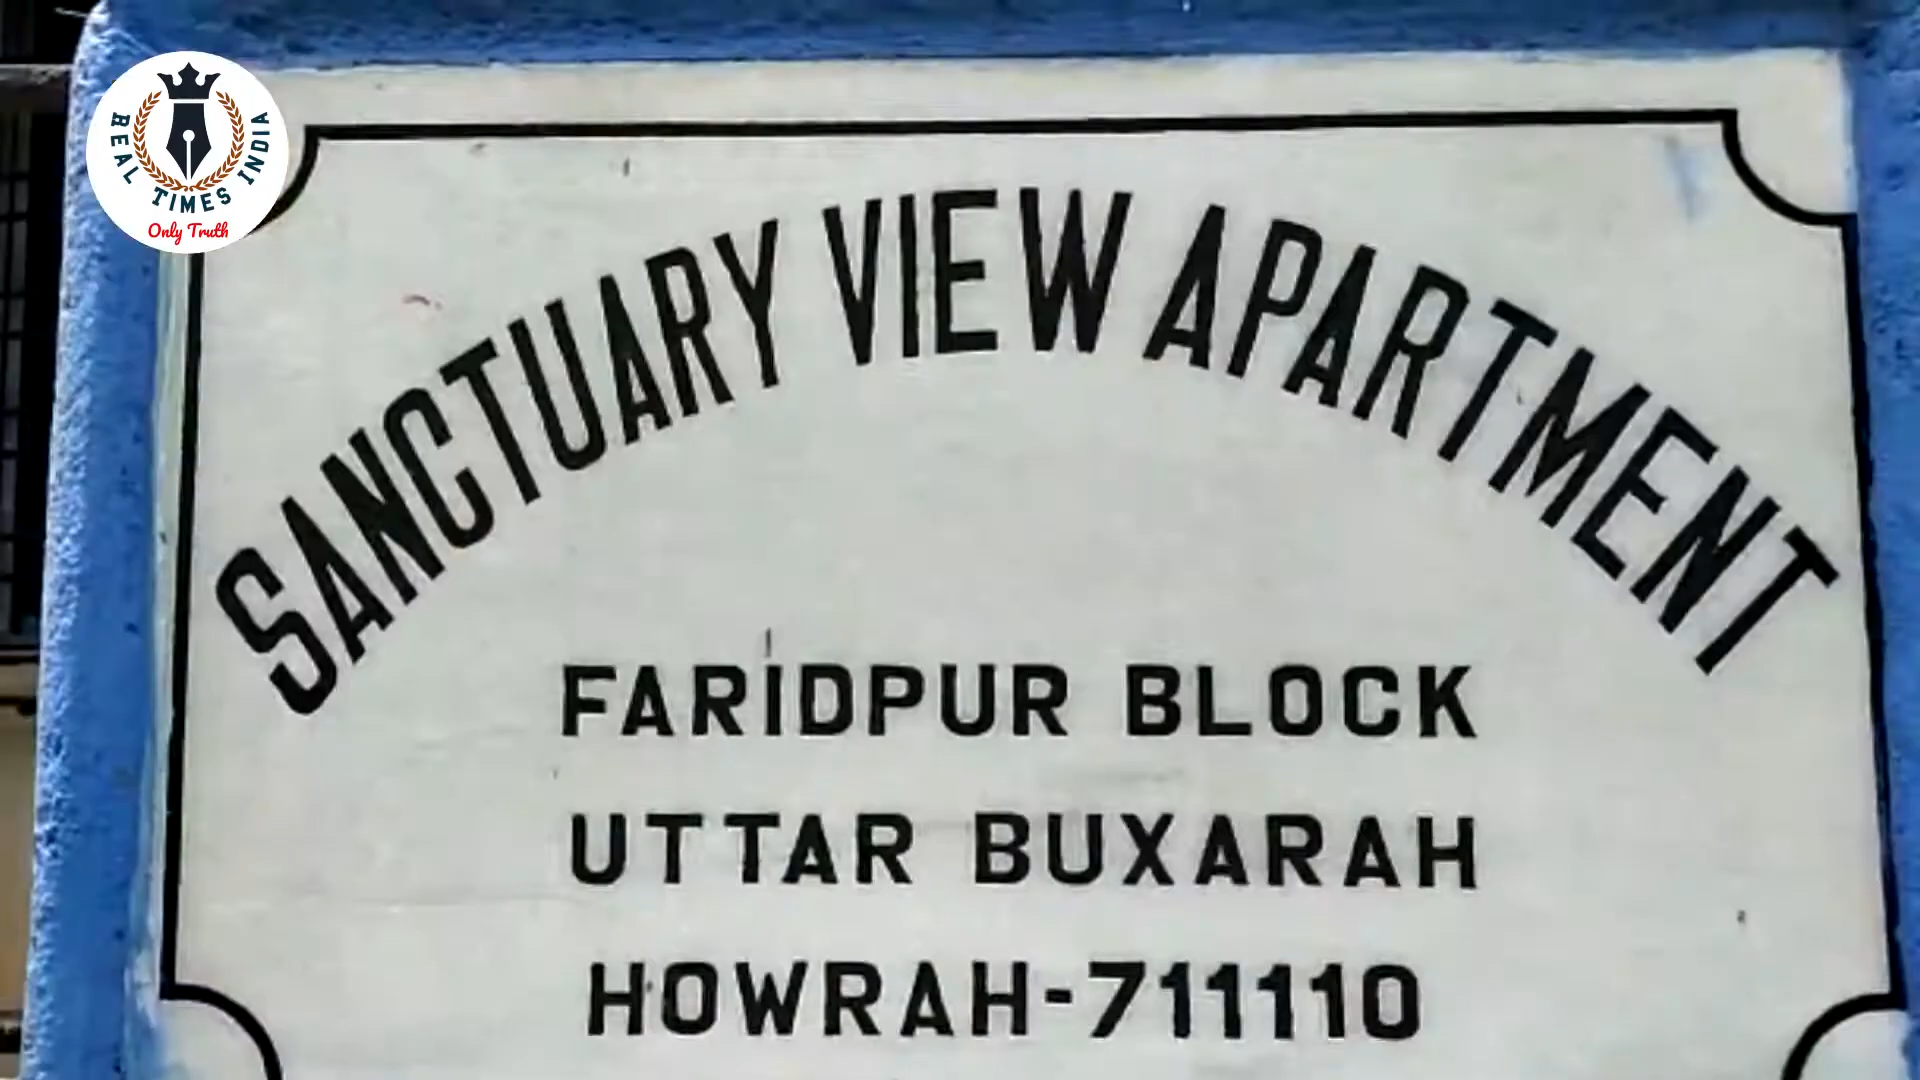 REAL TIMES INDIA
Only Truth
SANCTUARY VIEW APARTMENT
FARIDPUR BLOCK
UTTAR BUXARAH
HOWRAH-711110